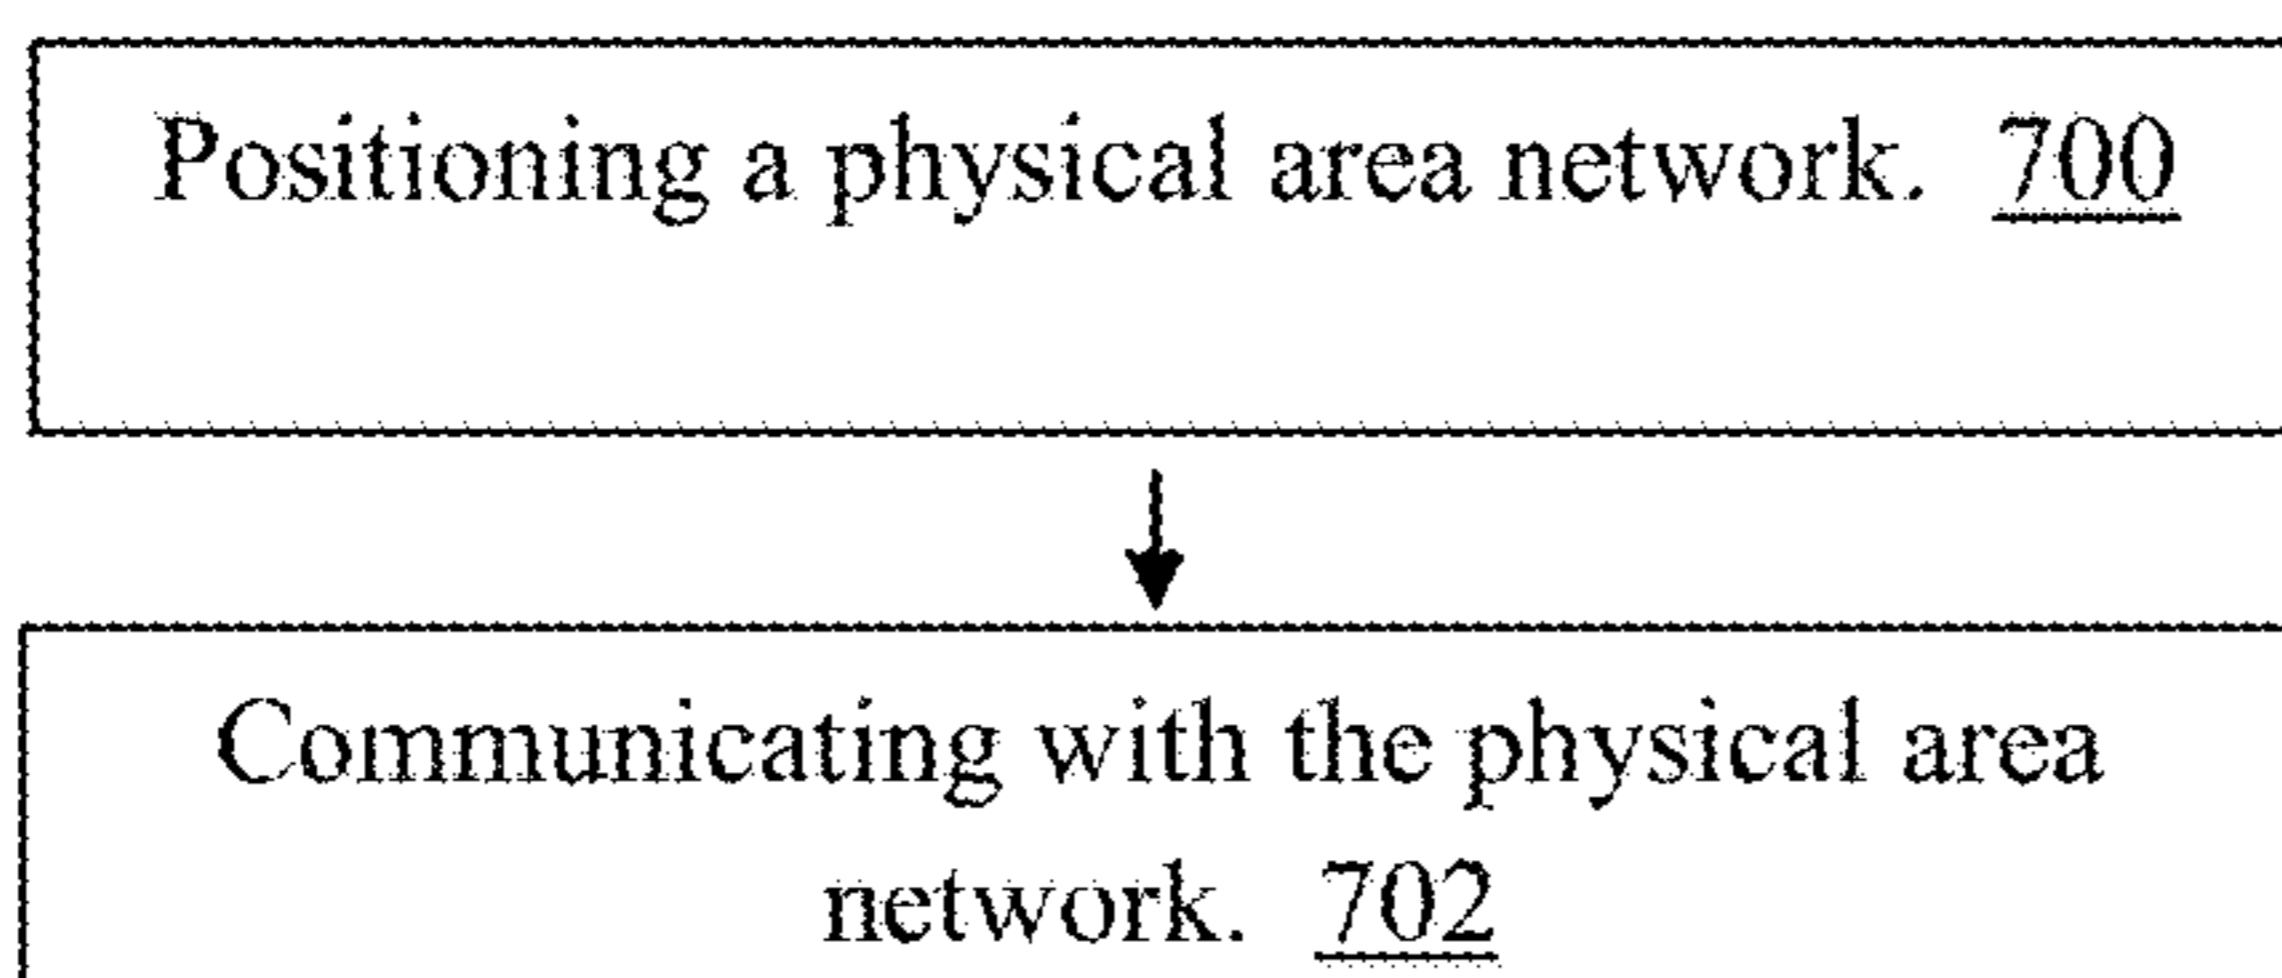 Positioning a physical area network. 700
Communicating with the physical area
network. 702